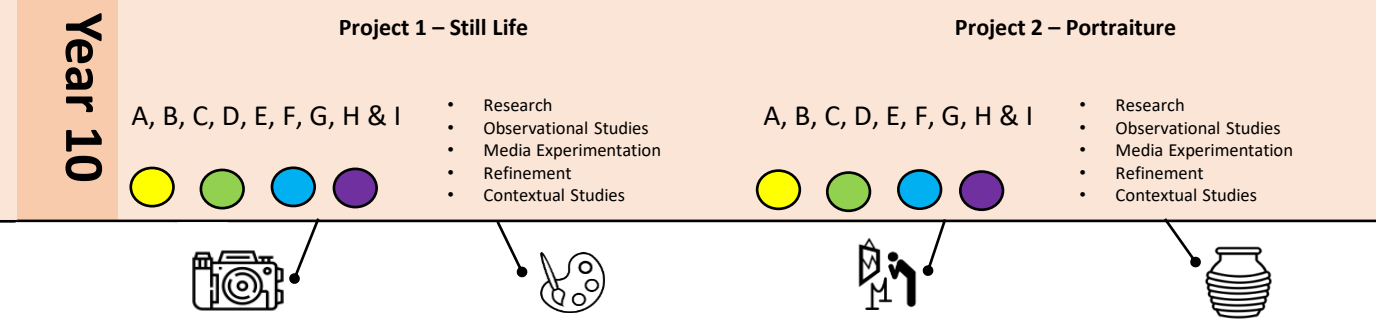 Year 10
Project 1 – Still Life
A, B, C, D, E, F, G, H & I
• Research
• Observational Studies
• Media Experimentation
• Refinement
• Contextual Studies
Project 2 – Portraiture
A, B, C, D, E, F, G, H & I
• Research
• Observational Studies
• Media Experimentation
• Refinement
• Contextual Studies